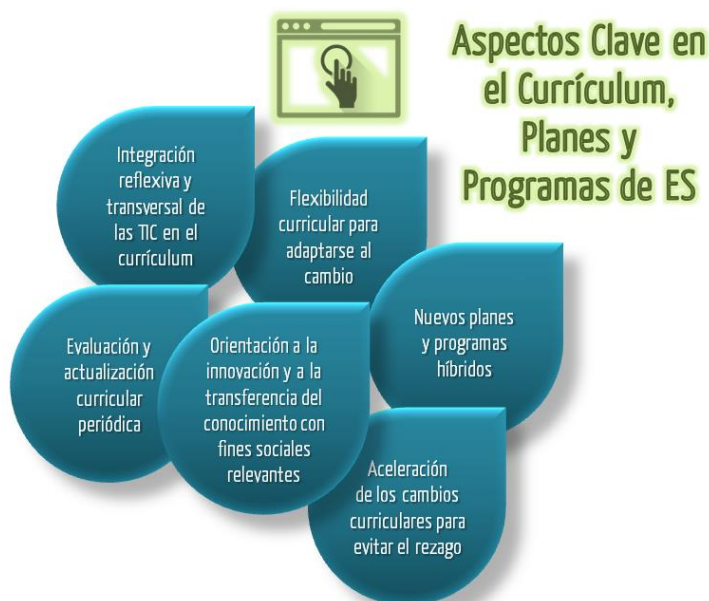 Aspectos Clave en
el Currículum,
Planes y
Programas de ES
Integración
reflexiva y
transversal de
las TIC en el
currículum
Flexibilidad
curricular para
adaptarse al
cambio
Nuevos planes
y programas
híbridos
Evaluación y
actualización
curricular
periódica
Orientación a la
innovación y a la
transferencia del
conocimiento con
fines sociales
relevantes
Aceleración
de los cambios
curriculares para
evitar el rezago